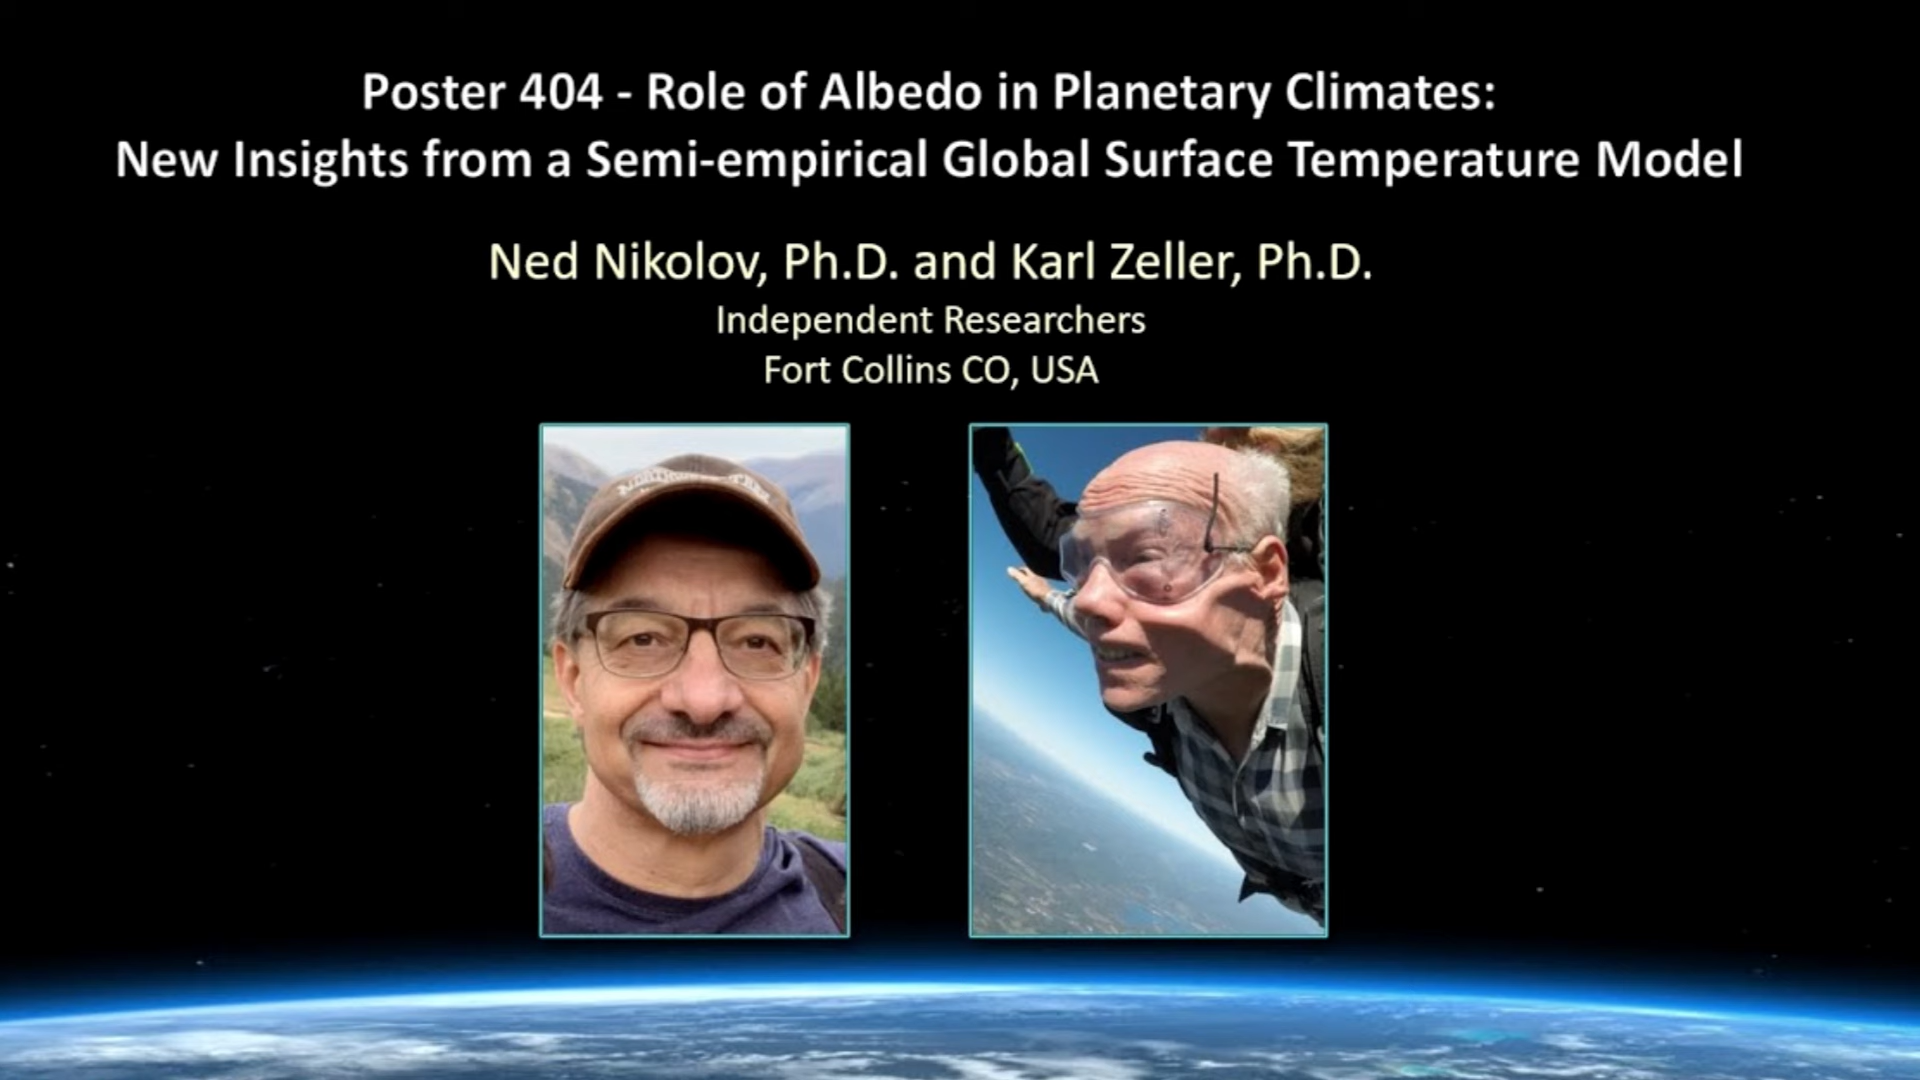 Poster 404 - Role of Albedo in Planetary Climates:
New Insights from a Semi-empirical Global Surface Temperature Model
Ned Nikolov, Ph.D. and Karl Zeller, Ph.D.
Independent Researchers
Fort Collins CO, USA